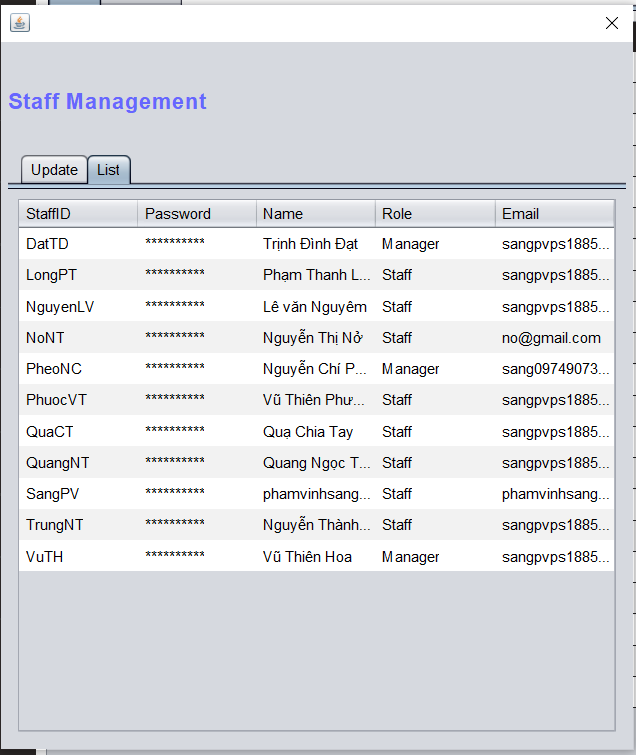 Staff Management
Update List
StaffID Password Name Role Email
DatTD ********** Trịnh Đình Đạt Manager sangpvps1885...
LongPT ********** Phạm Thanh L... Staff sangpvps1885...
NguyenLV ********** Lê văn Nguyêm Staff sangpvps1885...
NoNT ********** Nguyễn Thị Nở Staff no@gmail.com
PheoNC ********** Nguyễn Chí P... Manager sang09749073...
PhuocVT ********** Vũ Thiên Phư... Staff sangpvps1885...
QuaCT ********** Quạ Chia Tay Staff sangpvps1885...
QuangNT ********** Quang Ngọc T... Staff sangpvps1885...
SangPV ********** phamvinhsang... Staff phamvinhsang...
TrungNT ********** Nguyễn Thành... Staff sangpvps1885...
VuTH ********** Vũ Thiên Hoa Manager sangpvps1885...